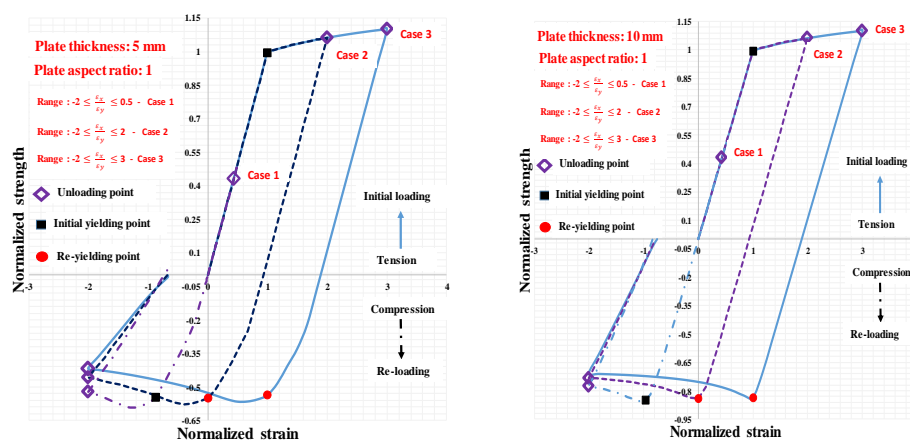 1.15
Case 3
Plate thickness: 5 mm
1
Case 2
Plate aspect ratio: 1
0.85
Range : -2 ≤ εx/εy ≤ 0.5 - Case 1
0.7
Range : -2 ≤ εx/εy ≤ 2 - Case 2
0.55
Range : -2 ≤ εx/εy ≤ 3 - Case 3
Case 1
0.4
Unloading point
Initial loading
Initial yielding point
0.25
Re-yielding point
0.1
Tension
-3 -2 -1 0 1 2 3 4
-0.05
Compression
-0.2
-0.35
Re-loading
-0.5
-0.65
Normalized strength
Normalized strain
1.15
Case 3
Plate thickness: 10 mm
1
Case 2
Plate aspect ratio: 1
0.85
Range : -2 ≤ εx/εy ≤ 0.5 - Case 1
0.7
Range : -2 ≤ εx/εy ≤ 2 - Case 2
0.55
Range : -2 ≤ εx/εy ≤ 3 - Case 3
Case 1
0.4
Unloading point
Initial loading
Initial yielding point
0.25
Re-yielding point
0.1
Tension
-3 -2 -1 0 1 2 3
-0.05
Compression
-0.2
-0.35
Re-loading
-0.5
-0.65
-0.8
-0.95
Normalized strength
Normalized strain